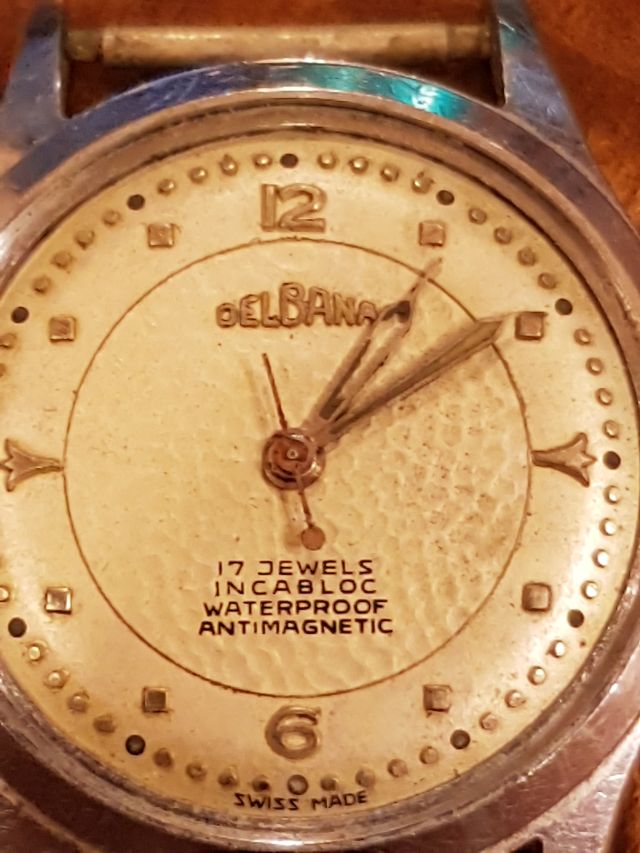 12
DELBANA
17 JEWELS
INCABLOC
WATERPROOF
ANTIMAGNETIC
6
SWISS MADE